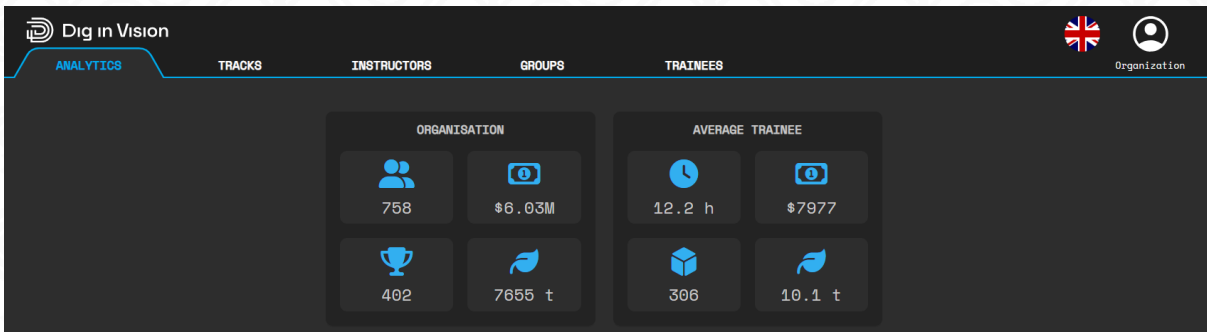 Dig in Vision
ANALYTICS TRACKS INSTRUCTORS GROUPS TRAINEES Organization
ORGANISATION AVERAGE TRAINEE
758 $6.03M 12.2 h $7977
402 7655 t 306 10.1 t